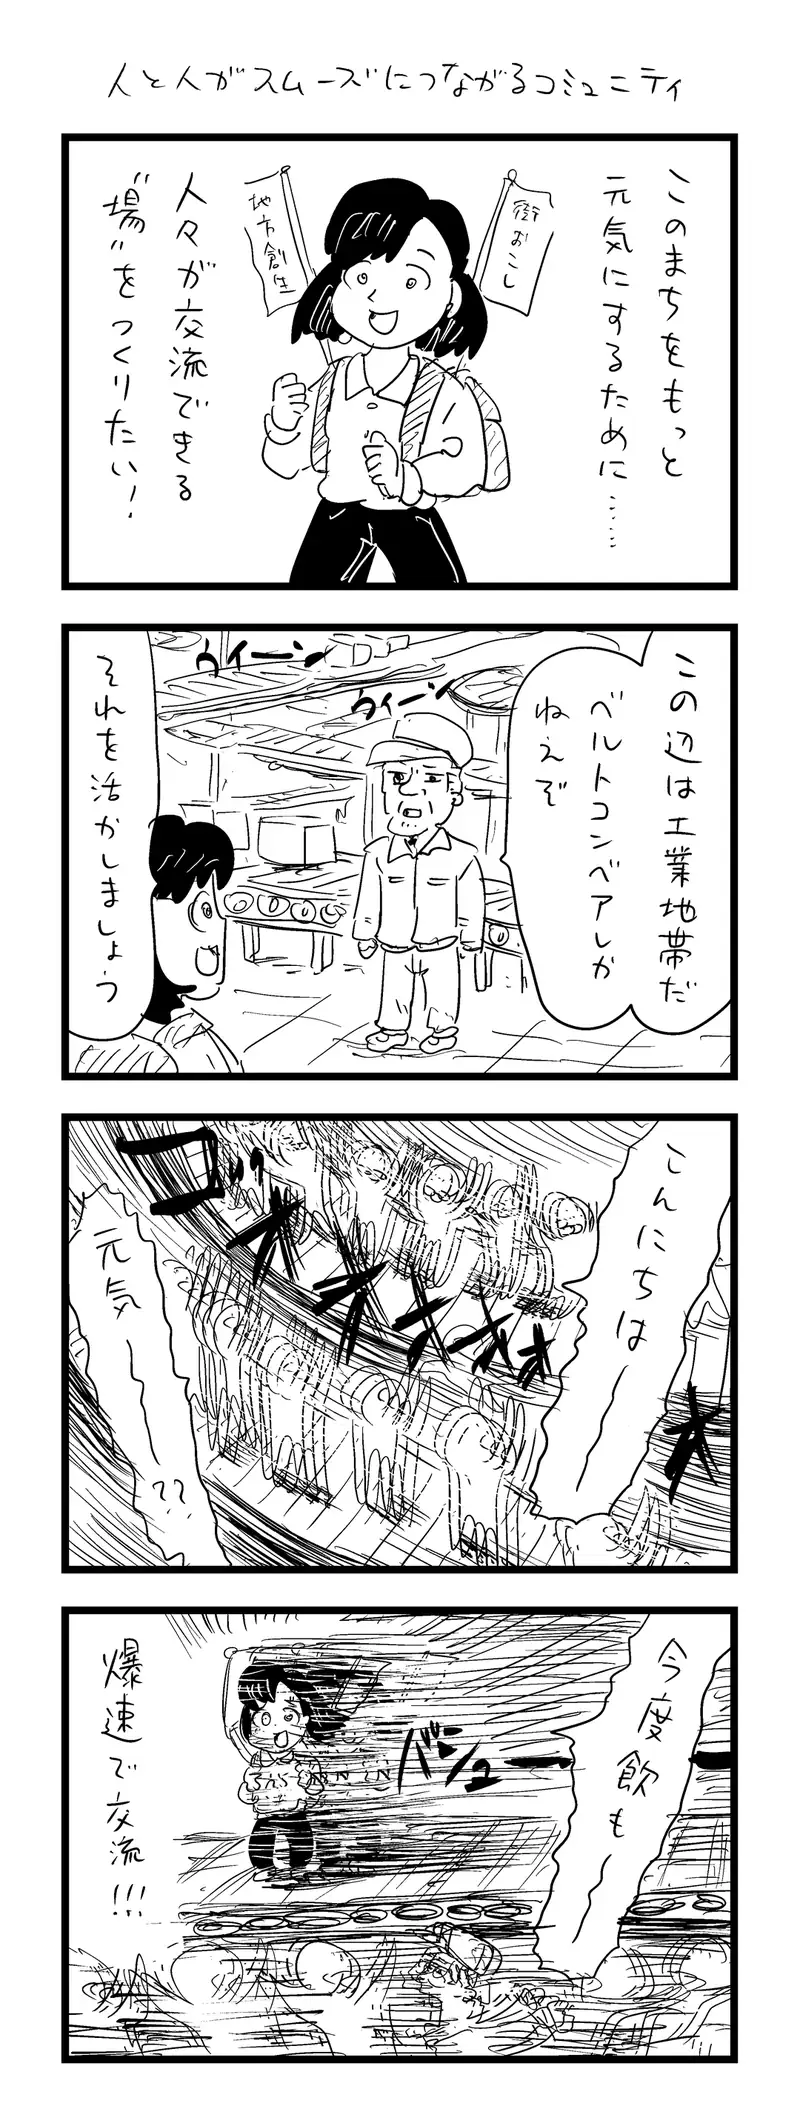 人と人がスムーズにつながるコミュニティ
このまちをもっと
元気にするために……
街おこし
地方創生
人々が交流できる
"場"をつくりたい!
この辺は工業地帯だ
ベルトコンベアしか
ねえぞ
ウィーン
ウィーン
それを活かしましょう
こんにちはー〜
ゴォオオオオオオ
元気〜〜??
今度飲もー〜
バシュー
爆速で交流!!!